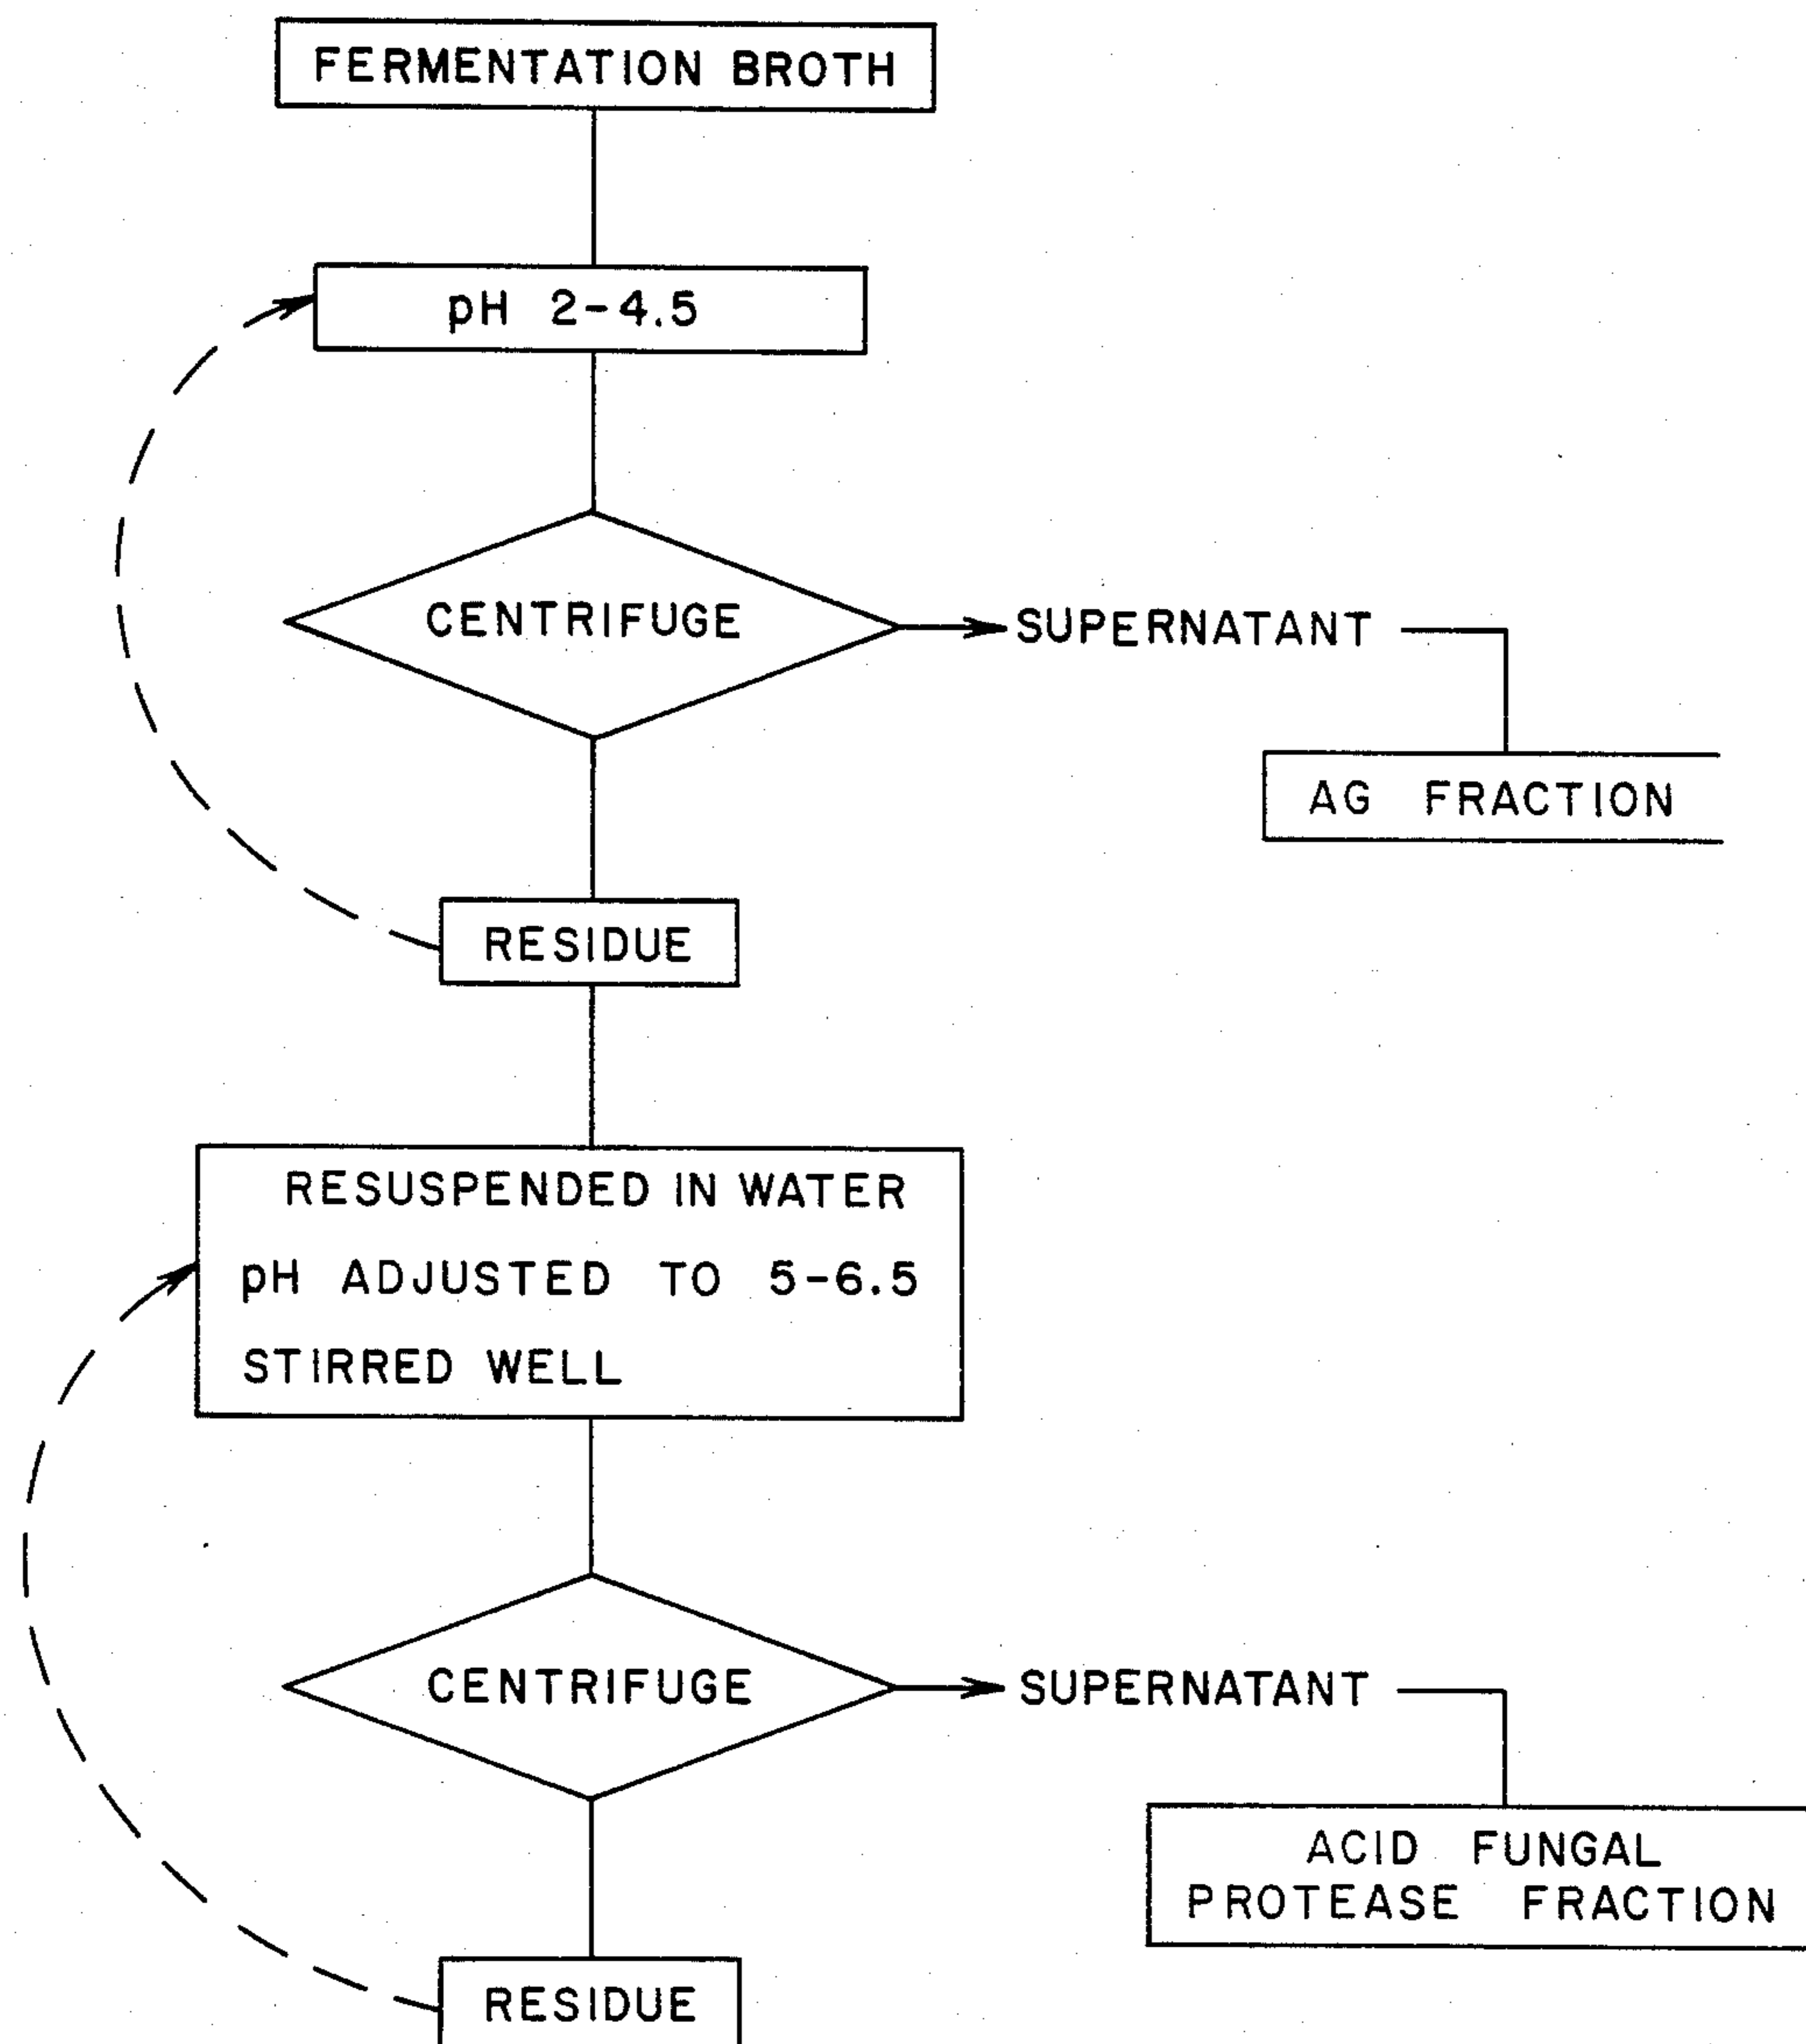 FERMENTATION BROTH
pH 2-4.5
CENTRIFUGE
SUPERNATANT
AG FRACTION
RESIDUE
RESUSPENDED IN WATER
pH ADJUSTED TO 5-6.5
STIRRED WELL
CENTRIFUGE
SUPERNATANT
ACID FUNGAL
PROTEASE FRACTION
RESIDUE